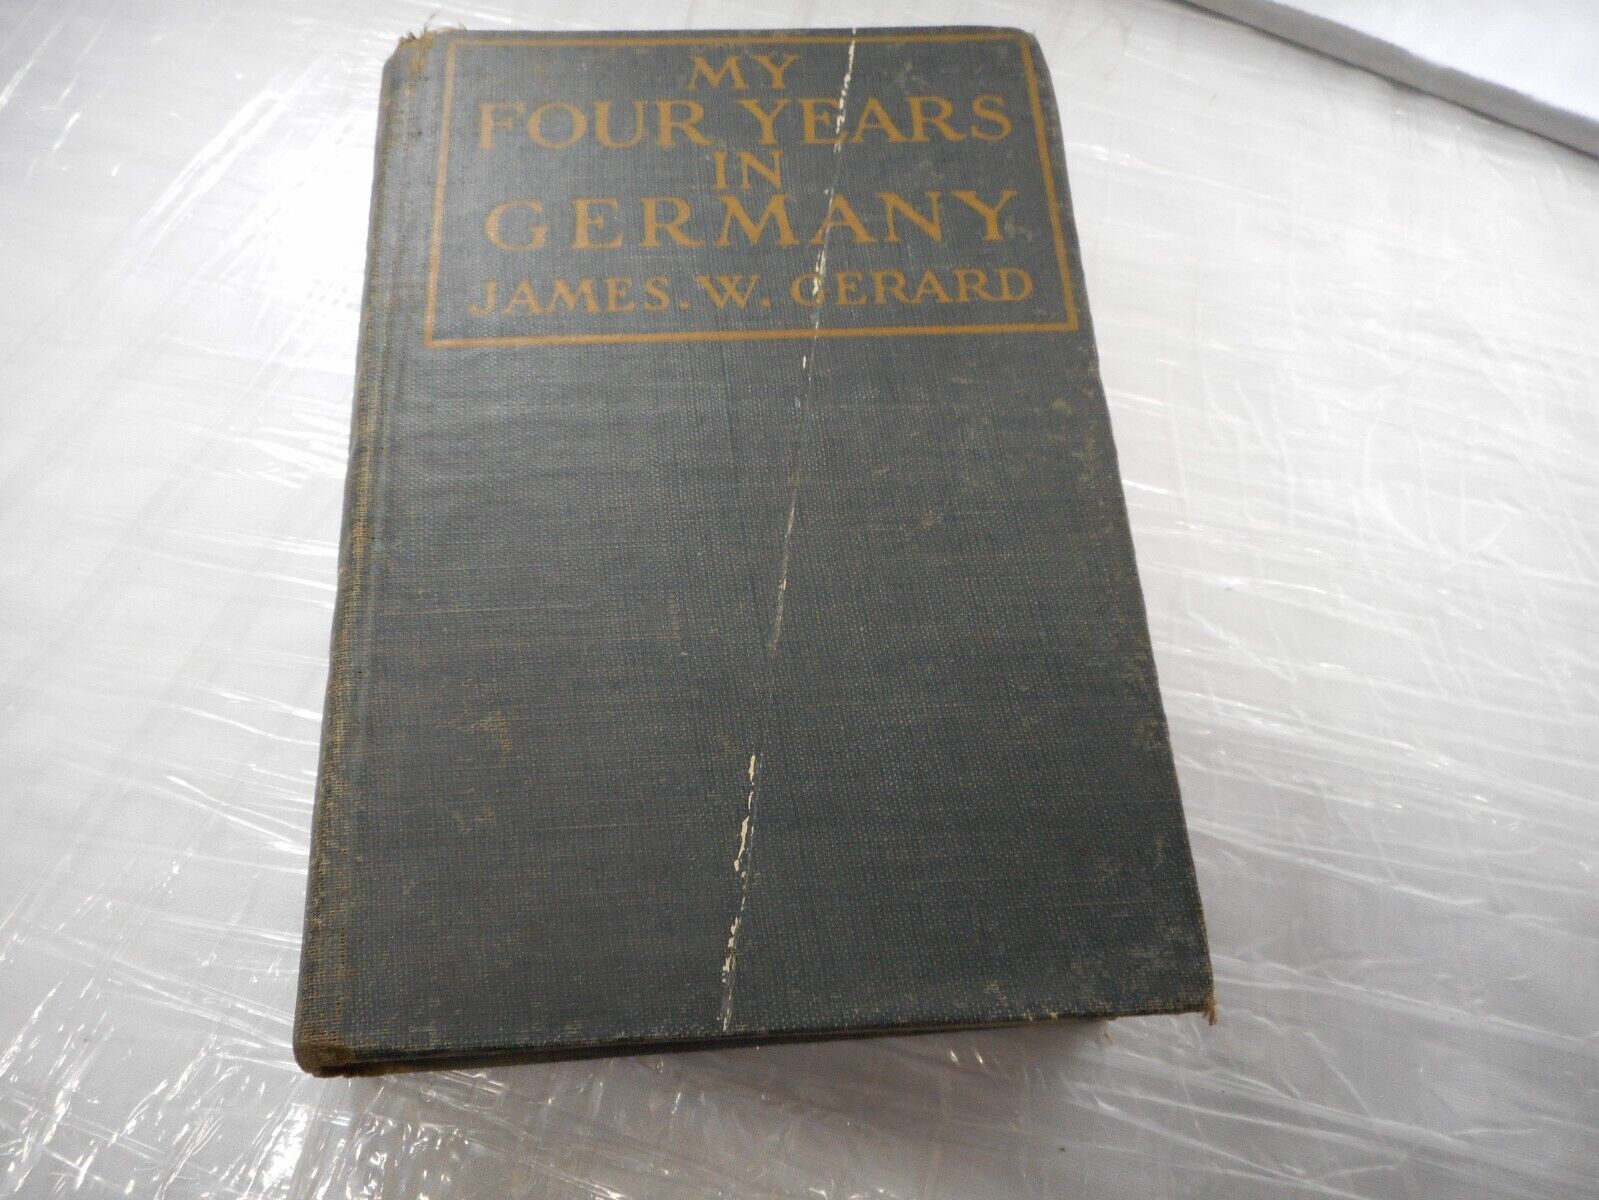 MY
FOUR YEARS
IN
GERMANY
JAMES. W. GERARD